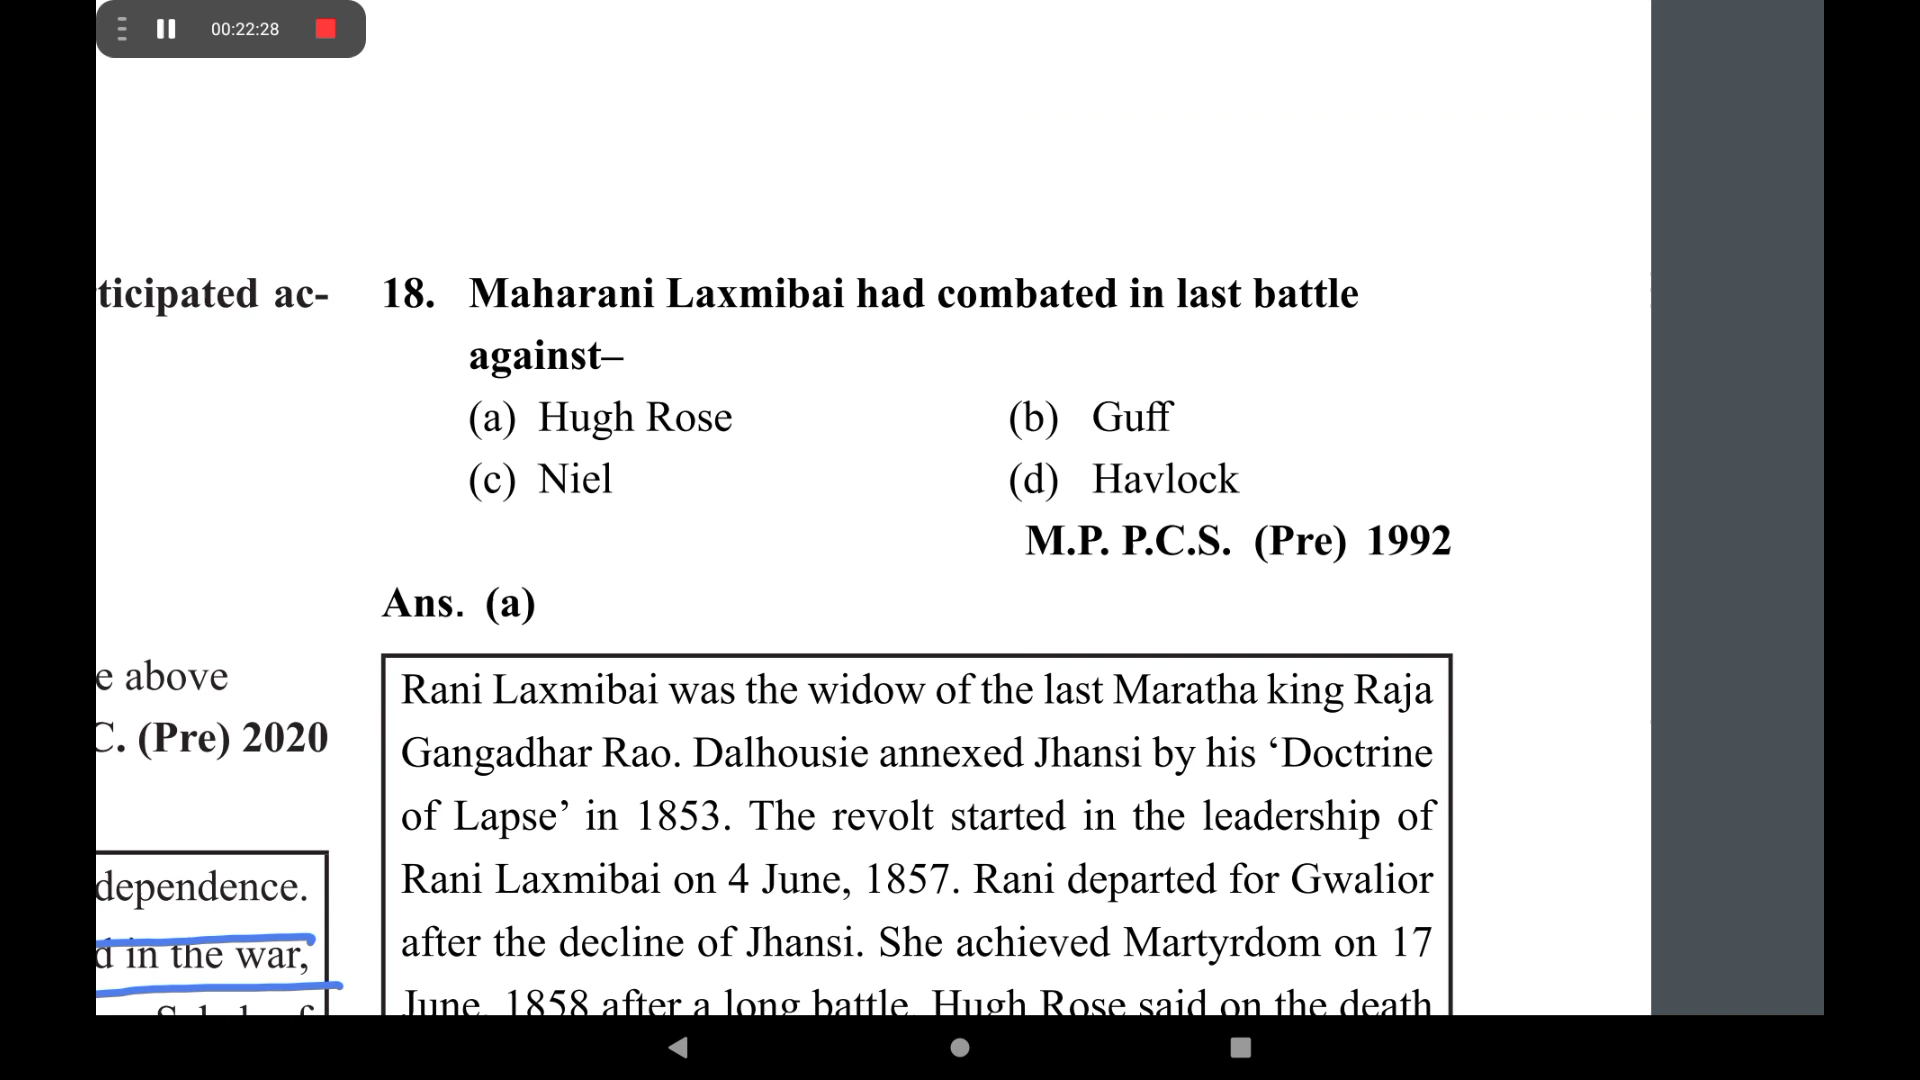 00:22:28
ticipated ac-
e above
C. (Pre) 2020
dependence.
d in the war,
18. Maharani Laxmibai had combated in last battle
against–
(a) Hugh Rose (b) Guff
(c) Niel (d) Havlock
M.P. P.C.S. (Pre) 1992
Ans. (a)
Rani Laxmibai was the widow of the last Maratha king Raja
Gangadhar Rao. Dalhousie annexed Jhansi by his ‘Doctrine
of Lapse’ in 1853. The revolt started in the leadership of
Rani Laxmibai on 4 June, 1857. Rani departed for Gwalior
after the decline of Jhansi. She achieved Martyrdom on 17
June, 1858 after a long battle. Hugh Rose said on the death